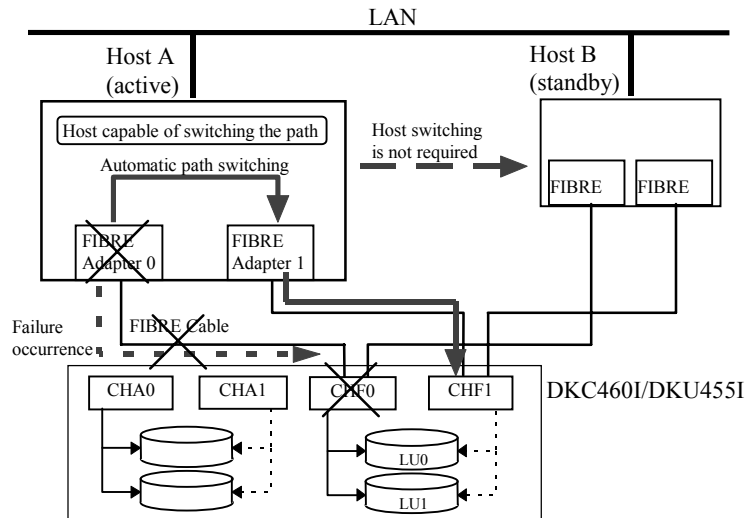 LAN
Host A
(active)
Host B
(standby)
Host capable of switching the path
Host switching
is not required
Automatic path switching
FIBRE
Adapter 0
FIBRE
Adapter 1
FIBRE
FIBRE
Failure
occurrence
FIBRE Cable
CHA0
CHA1
CHF0
CHF1
DKC460I/DKU455I
LU0
LU1